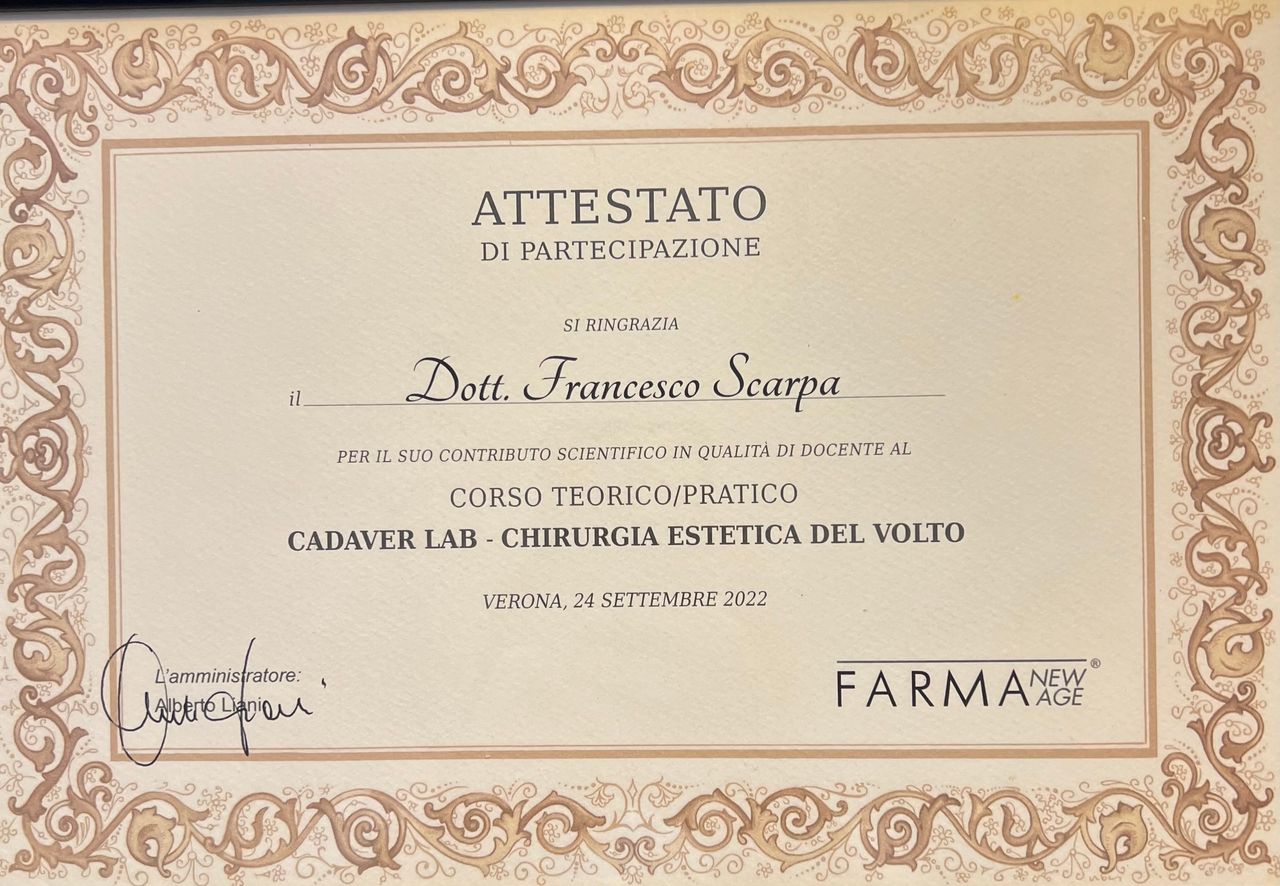 ATTESTATO
DI PARTECIPAZIONE
SI RINGRAZIA
il Dott. Francesco Scarpa
PER IL SUO CONTRIBUTO SCIENTIFICO IN QUALITÀ DI DOCENTE AL
CORSO TEORICO/PRATICO
CADAVER LAB - CHIRURGIA ESTETICA DEL VOLTO
VERONA, 24 SETTEMBRE 2022
L'amministratore:
Alberto Liani
FARMA NEW AGE®